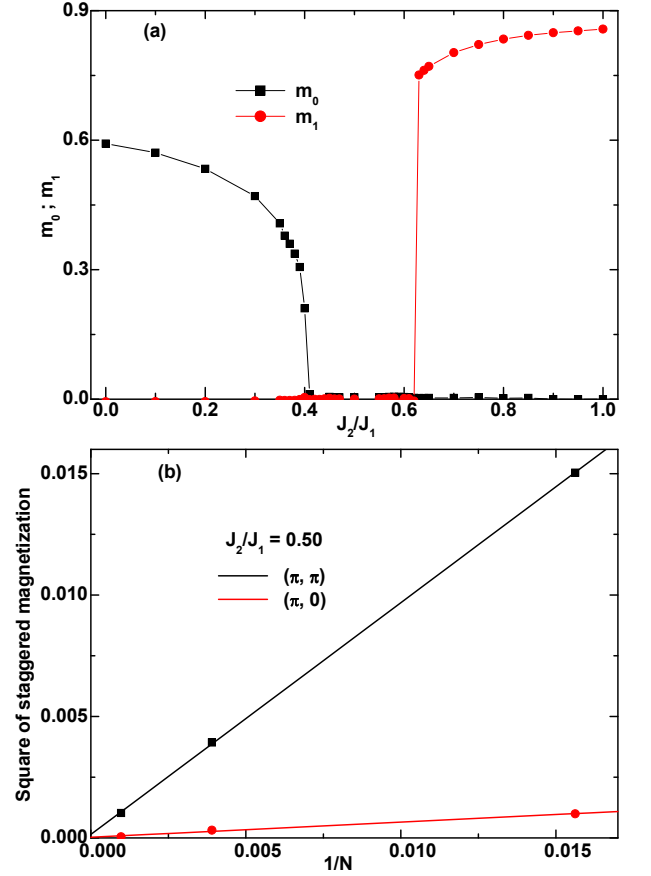 (a)
m₀
m₁
m₀ ; m₁
0.9
0.6
0.3
0.0
0.0 0.2 0.4 0.6 0.8 1.0
J₂/J₁
(b)
J₂/J₁ = 0.50
(π, π)
(π, 0)
Square of staggered magnetization
0.015
0.010
0.005
0.000
0.000 0.005 0.010 0.015
1/N